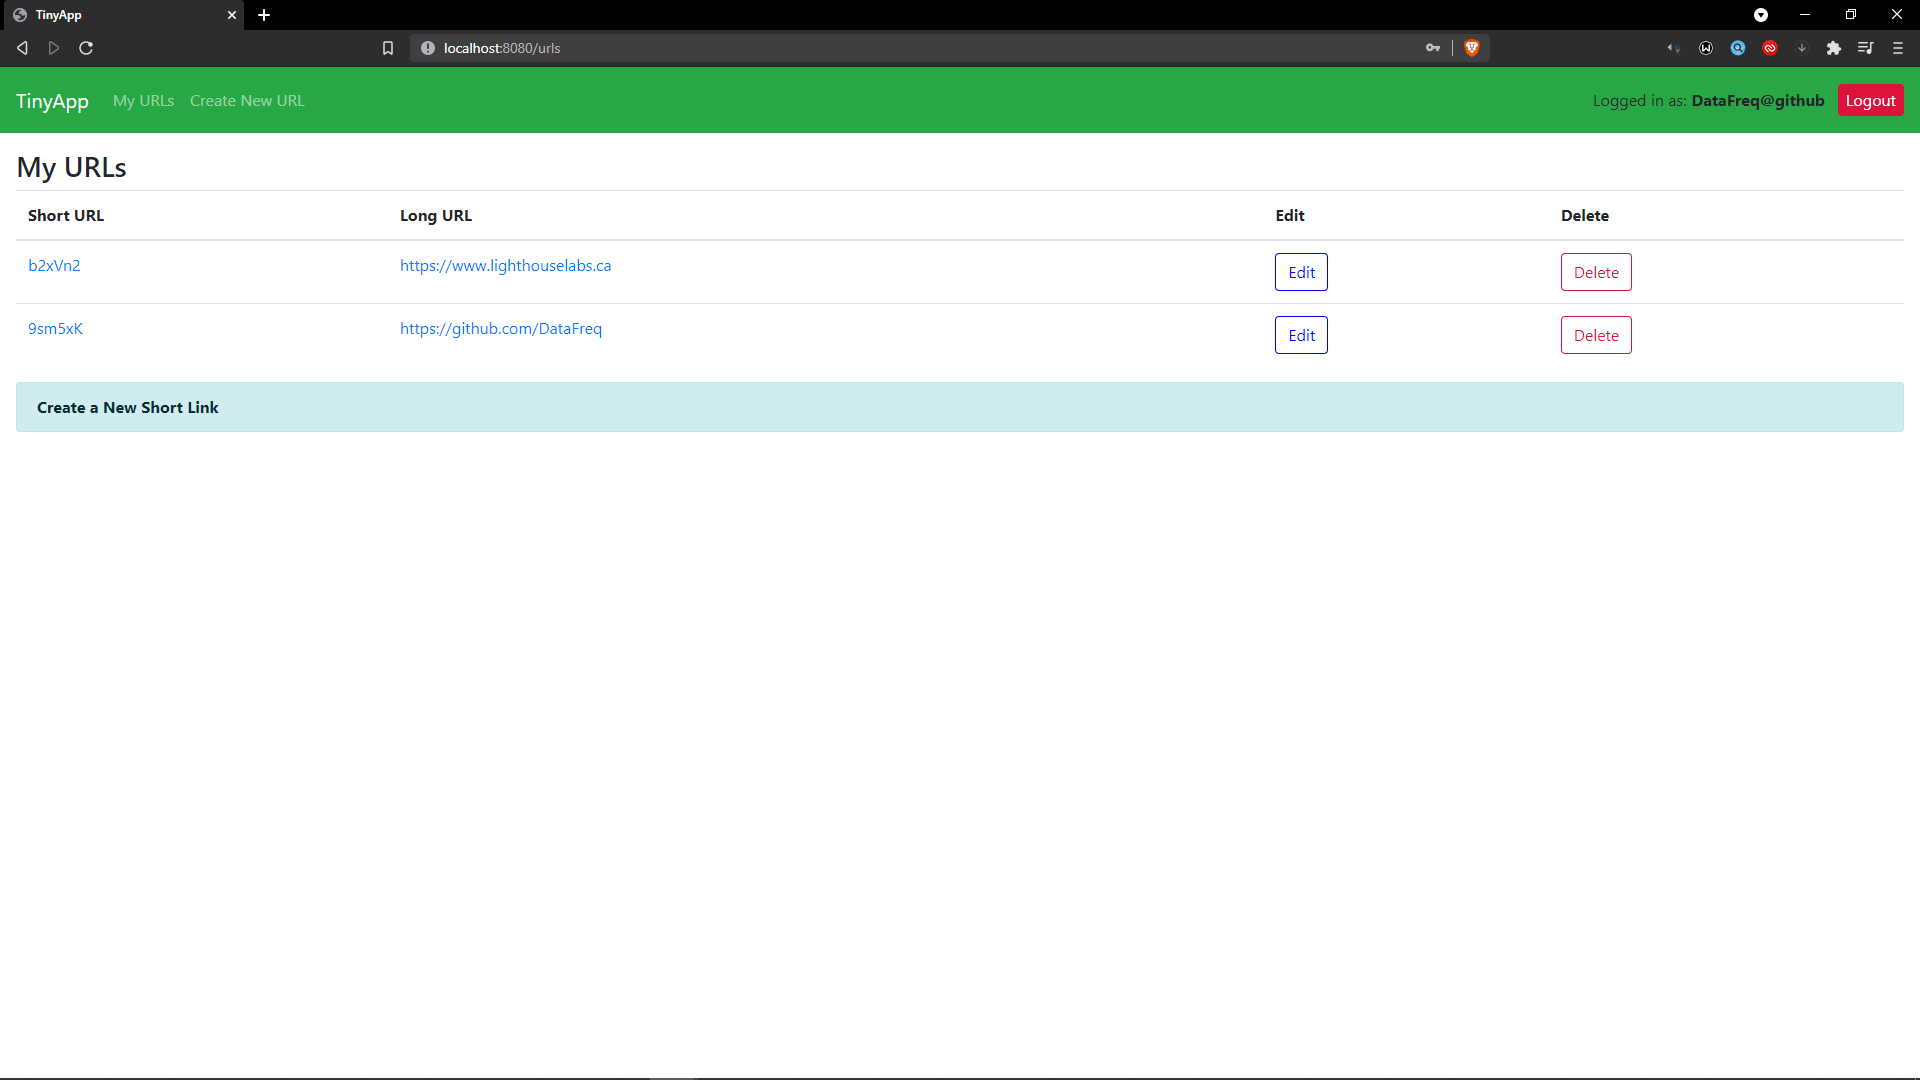 TinyApp
localhost:8080/urls
TinyApp My URLs Create New URL Logged in as: DataFreq@github Logout
My URLs
Short URL Long URL Edit Delete
b2xVn2 https://www.lighthouselabs.ca Edit Delete
9sm5xK https://github.com/DataFreq Edit Delete
Create a New Short Link